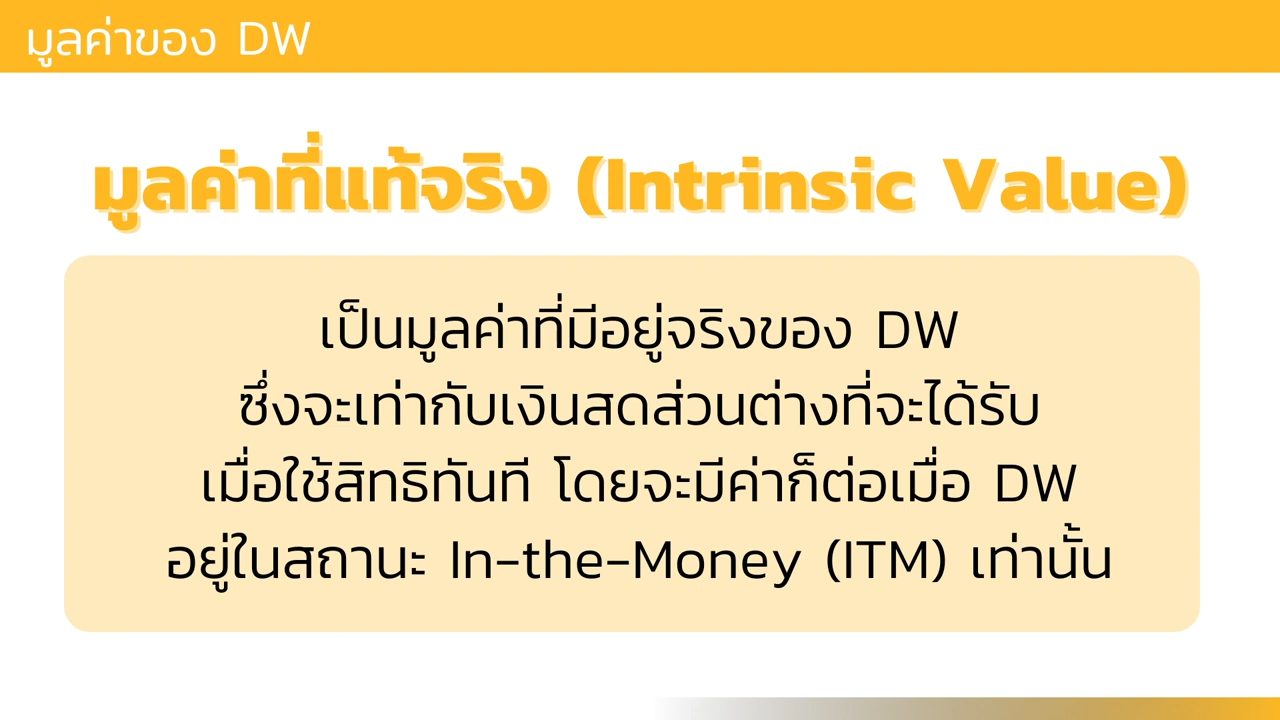 มูลค่าของ DW
มูลค่าที่แท้จริง (Intrinsic Value)
เป็นมูลค่าที่มีอยู่จริงของ DW
ซึ่งจะเท่ากับเงินสดส่วนต่างที่จะได้รับ
เมื่อใช้สิทธิทันที โดยจะมีค่าก็ต่อเมื่อ DW
อยู่ในสถานะ In-the-Money (ITM) เท่านั้น